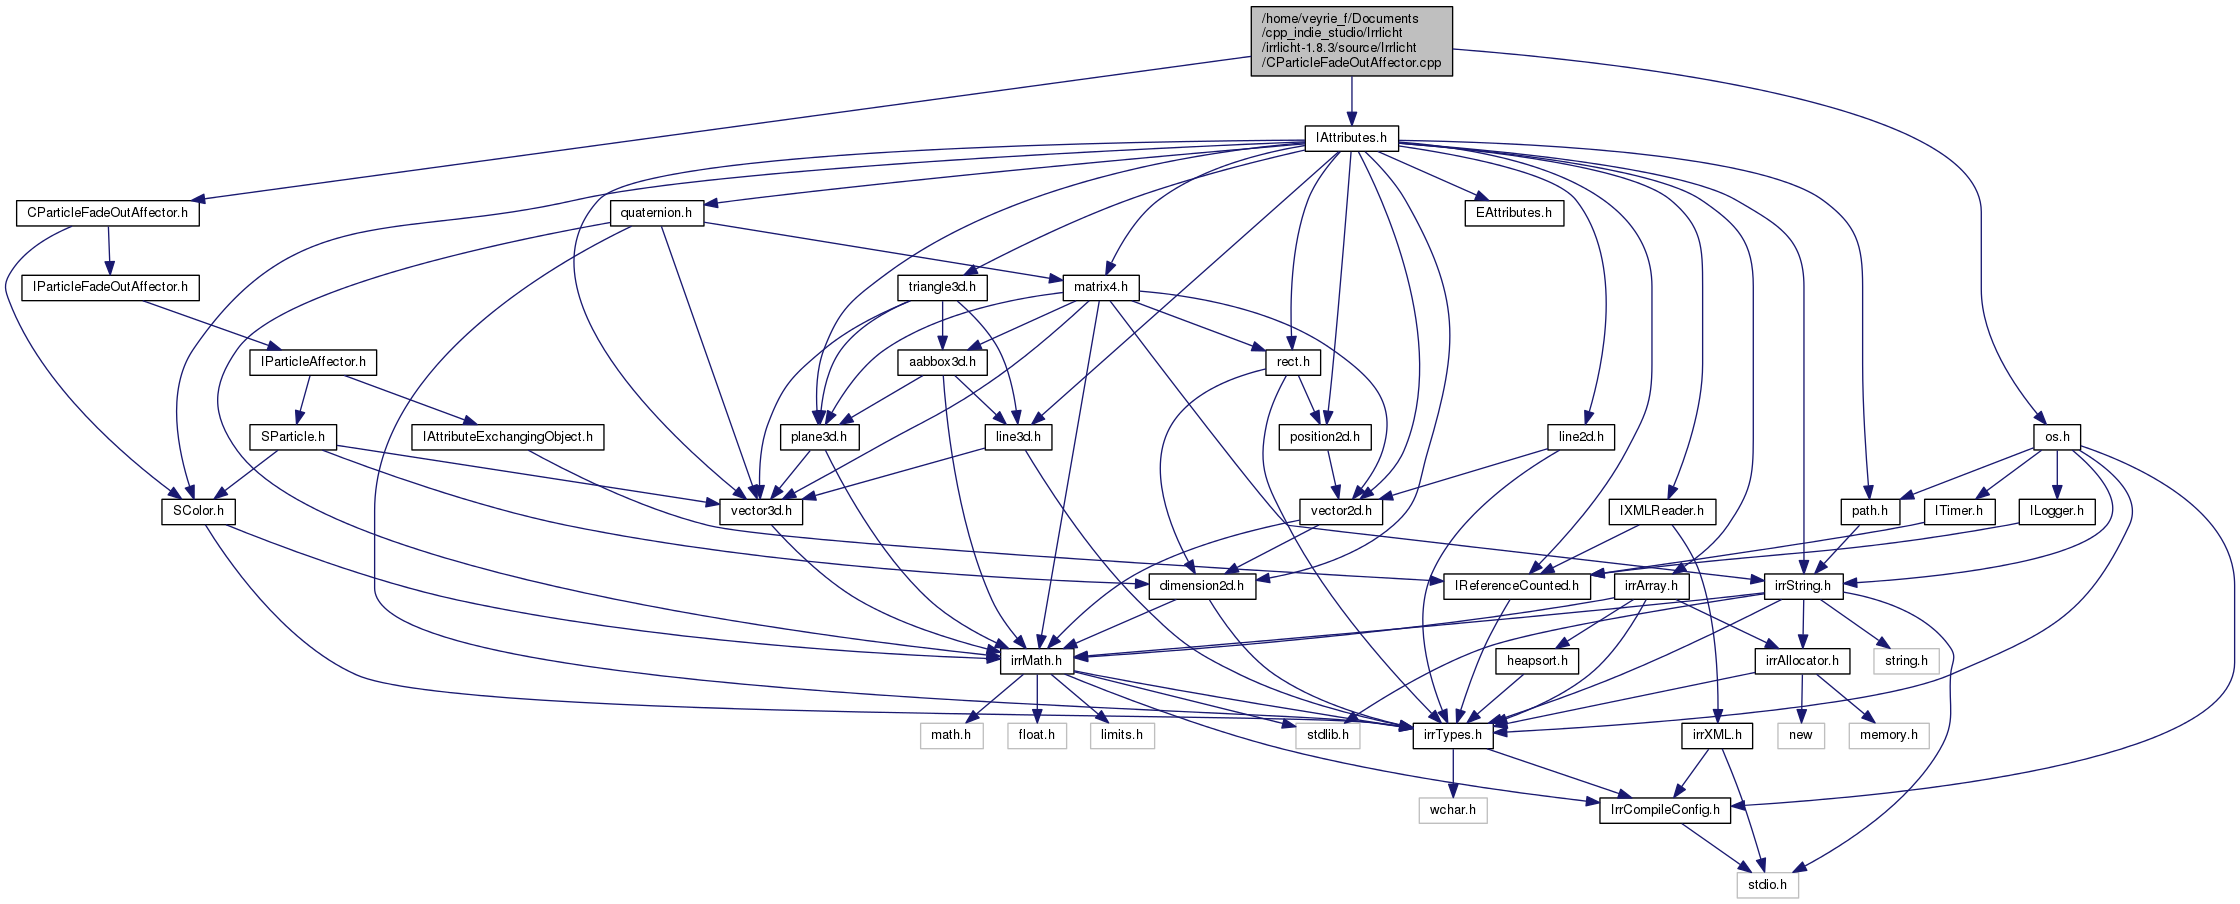 /home/veyrie_f/Documents
/cpp_indie_studio/Irrlicht
/irrlicht-1.8.3/source/Irrlicht
/CParticleFadeOutAffector.cpp
IAttributes.h
CParticleFadeOutAffector.h
quaternion.h
EAttributes.h
IParticleFadeOutAffector.h
triangle3d.h
matrix4.h
IParticleAffector.h
aabbox3d.h
rect.h
SParticle.h
IAttributeExchangingObject.h
plane3d.h
line3d.h
position2d.h
line2d.h
os.h
SColor.h
vector3d.h
vector2d.h
IXMLReader.h
path.h
ITimer.h
ILogger.h
dimension2d.h
IReferenceCounted.h
irrArray.h
irrString.h
irrMath.h
heapsort.h
irrAllocator.h
string.h
math.h
float.h
limits.h
stdlib.h
irrTypes.h
irrXML.h
new
memory.h
wchar.h
IrrCompileConfig.h
stdio.h